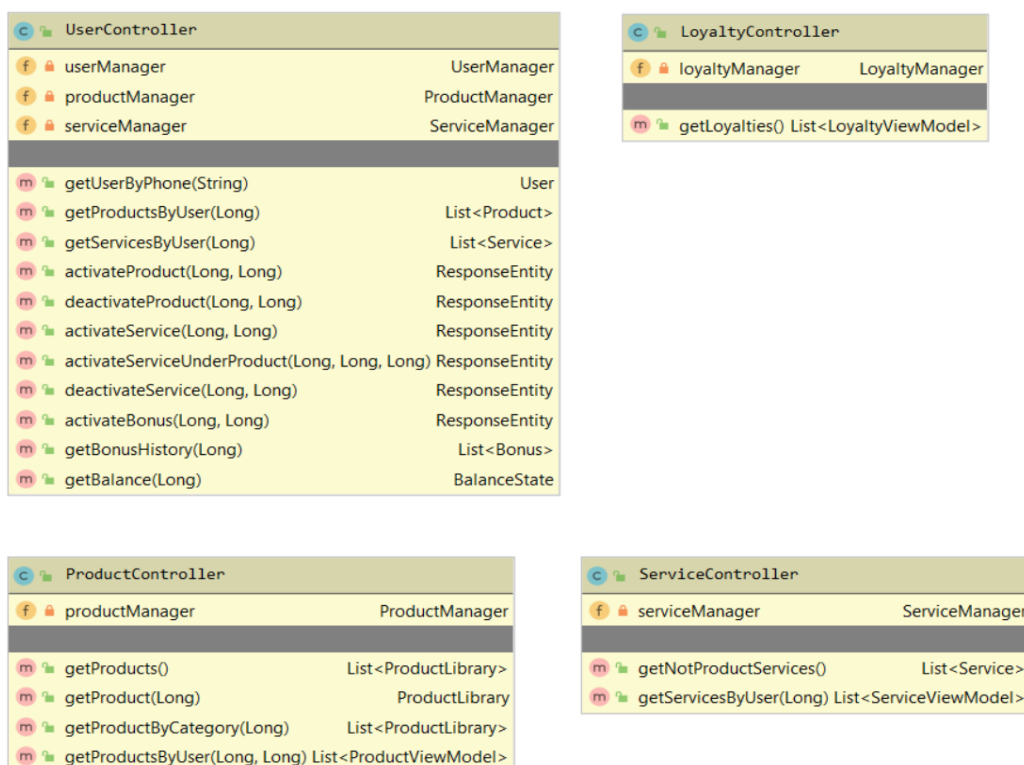 UserController
userManager UserManager
productManager ProductManager
serviceManager ServiceManager
getUserByPhone(String) User
getProductsByUser(Long) List<Product>
getServicesByUser(Long) List<Service>
activateProduct(Long, Long) ResponseEntity
deactivateProduct(Long, Long) ResponseEntity
activateService(Long, Long) ResponseEntity
activateServiceUnderProduct(Long, Long, Long) ResponseEntity
deactivateService(Long, Long) ResponseEntity
activateBonus(Long, Long) ResponseEntity
getBonusHistory(Long) List<Bonus>
getBalance(Long) BalanceState
LoyaltyController
loyaltyManager LoyaltyManager
getLoyalties() List<LoyaltyViewModel>
ProductController
productManager ProductManager
getProducts() List<ProductLibrary>
getProduct(Long) ProductLibrary
getProductByCategory(Long) List<ProductLibrary>
getProductsByUser(Long, Long) List<ProductViewModel>
ServiceController
serviceManager ServiceManager
getNotProductServices() List<Service>
getServicesByUser(Long) List<ServiceViewModel>